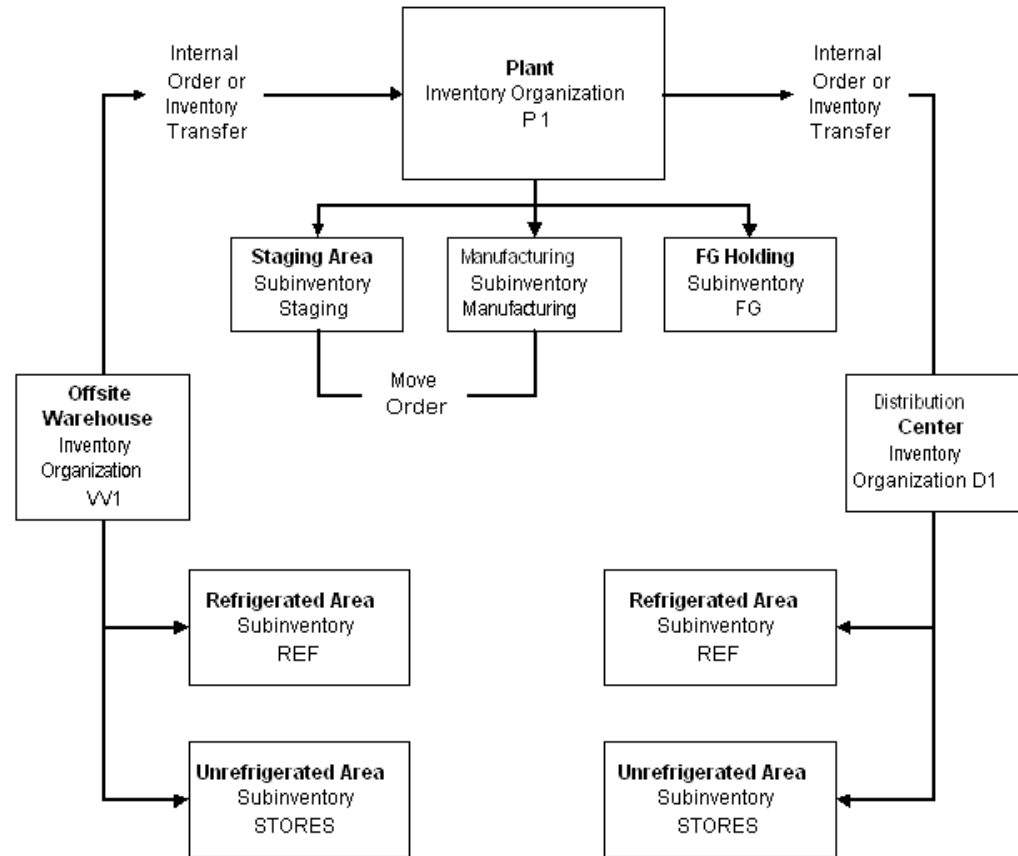 Internal
Order or
Inventory
Transfer
Plant
Inventory Organization
P1
Internal
Order or
Inventory
Transfer
Staging Area
Subinventory
Staging
Manufacturing
Subinventory
Manufacturing
FG Holding
Subinventory
FG
Move
Order
Offsite
Warehouse
Inventory
Organization
W1
Distribution
Center
Inventory
Organization D1
Refrigerated Area
Subinventory
REF
Refrigerated Area
Subinventory
REF
Unrefrigerated Area
Subinventory
STORES
Unrefrigerated Area
Subinventory
STORES